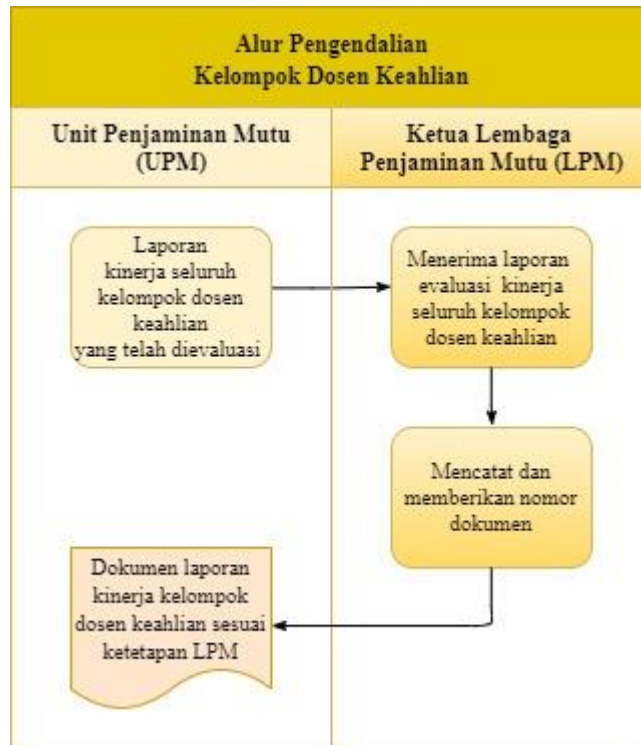 Alur Pengendalian
Kelompok Dosen Keahlian
Unit Penjaminan Mutu
(UPM)
Ketua Lembaga
Penjaminan Mutu (LPM)
Laporan
kinerja seluruh
kelompok dosen
keahlian
yang telah dievaluasi
Menerima laporan
evaluasi kinerja
seluruh kelompok
dosen keahlian
Mencatat dan
memberikan nomor
dokumen
Dokumen laporan
kinerja kelompok
dosen keahlian sesuai
ketetapan LPM